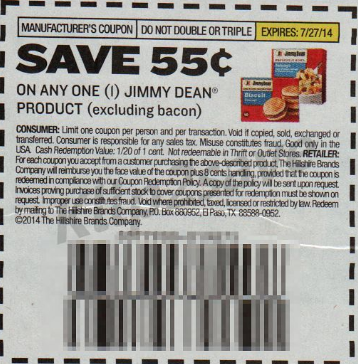 MANUFACTURER'S COUPON DO NOT DOUBLE OR TRIPLE EXPIRES: 7/27/14
SAVE 55¢
ON ANY ONE (1) JIMMY DEAN®
PRODUCT (excluding bacon)
CONSUMER: Limit one coupon per person and per transaction. Void if copied, sold, exchanged or
transferred. Consumer is responsible for any sales tax. Misuse constitutes fraud. Good only in the
USA. Cash Redemption Value: 1/20 of 1 cent. Not redeemable in Thrift or Outlet Stores. RETAILER:
For each coupon you accept from a customer purchasing the above-described product, The Hillshire Brands
Company will reimburse you the face value of the coupon plus 8 cents handling, provided that the coupon is
redeemed in compliance with our Coupon Redemption Policy. A copy of the policy will be sent upon request.
Invoices proving purchase of sufficient stock to cover coupons presented for redemption must be shown on
request. Improper use constitutes fraud. Void where prohibited, taxed, licensed or restricted by law. Redeem
by mailing to The Hillshire Brands Company, P.O. Box 880952, El Paso, TX 88588-0952.
©2014 The Hillshire Brands Company.